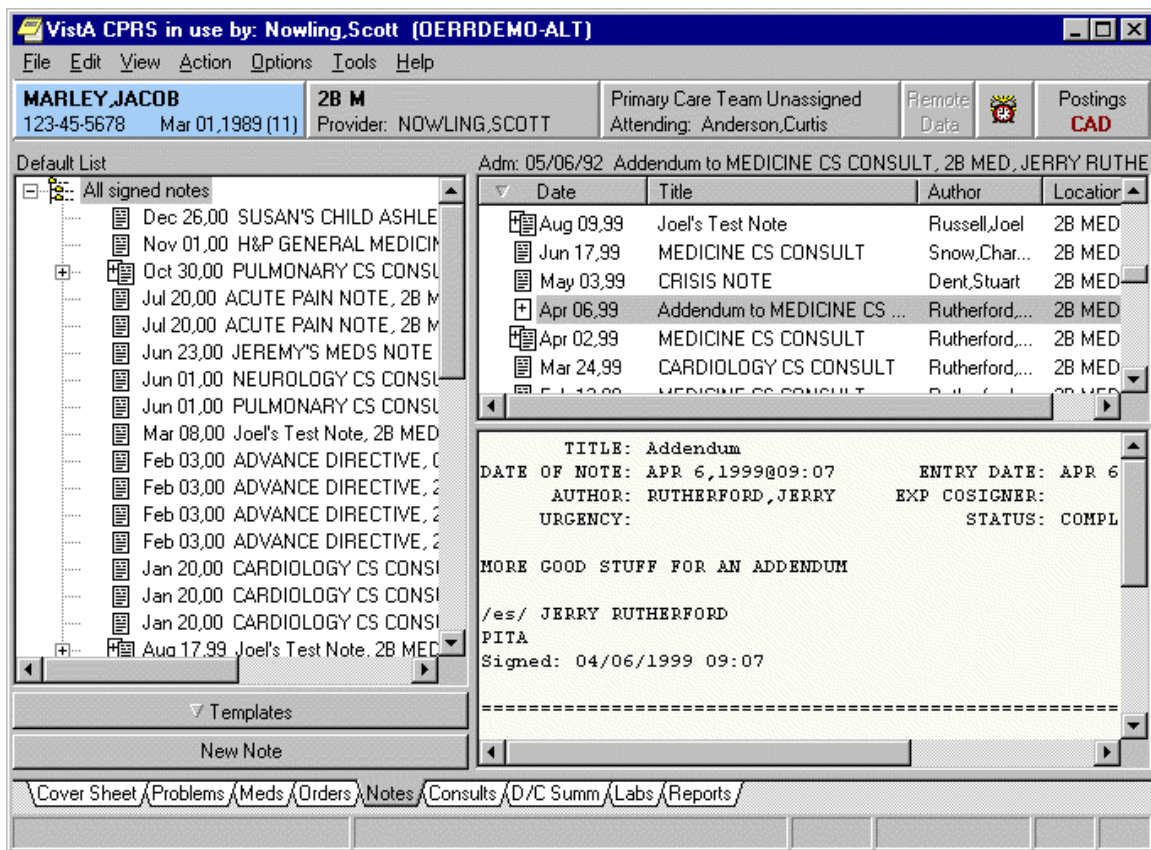 VistA CPRS in use by: Nowling,Scott (OERRDEMO-ALT)
File Edit View Action Options Tools Help
MARLEY,JACOB
123-45-5678 Mar 01,1989 (11)
2B M
Provider: NOWLING,SCOTT
Primary Care Team Unassigned
Attending: Anderson,Curtis
Remote
Data
Postings
CAD
Default List
All signed notes
Dec 26,00 SUSAN'S CHILD ASHLE
Nov 01,00 H&P GENERAL MEDICIN
Oct 30,00 PULMONARY CS CONSU
Jul 20,00 ACUTE PAIN NOTE, 2B M
Jul 20,00 ACUTE PAIN NOTE, 2B M
Jun 23,00 JEREMY'S MEDS NOTE
Jun 01,00 NEUROLOGY CS CONSU
Jun 01,00 PULMONARY CS CONSU
Mar 08,00 Joel's Test Note, 2B MED
Feb 03,00 ADVANCE DIRECTIVE,
Feb 03,00 ADVANCE DIRECTIVE, 2
Feb 03,00 ADVANCE DIRECTIVE, 2
Feb 03,00 ADVANCE DIRECTIVE, 2
Jan 20,00 CARDIOLOGY CS CONS
Jan 20,00 CARDIOLOGY CS CONS
Jan 20,00 CARDIOLOGY CS CONS
Aug 17,99 Joel's Test Note, 2B MED
Templates
New Note
Adm: 05/06/92 Addendum to MEDICINE CS CONSULT, 2B MED, JERRY RUTHE
Date Title Author Location
Aug 09,99 Joel's Test Note Russell,Joel 2B MED
Jun 17,99 MEDICINE CS CONSULT Snow,Char... 2B MED
May 03,99 CRISIS NOTE Dent,Stuart 2B MED
Apr 06,99 Addendum to MEDICINE CS ... Rutherford,... 2B MED
Apr 02,99 MEDICINE CS CONSULT Rutherford,... 2B MED
Mar 24,99 CARDIOLOGY CS CONSULT Rutherford,... 2B MED
TITLE: Addendum
DATE OF NOTE: APR 6,1999@09:07 ENTRY DATE: APR 6
AUTHOR: RUTHERFORD,JERRY EXP COSIGNER:
URGENCY: STATUS: COMPL
MORE GOOD STUFF FOR AN ADDENDUM
/es/ JERRY RUTHERFORD
PITA
Signed: 04/06/1999 09:07
==========================================================
Cover Sheet Problems Meds Orders Notes Consults D/C Summ Labs Reports